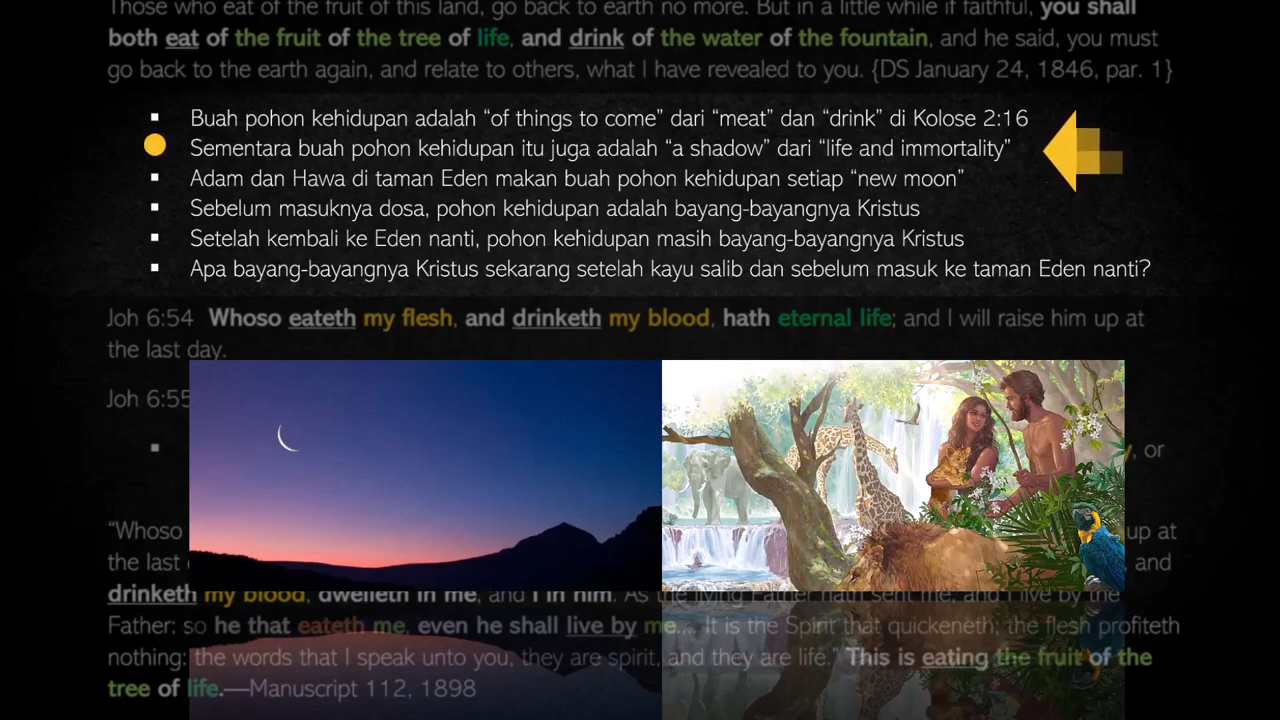 Those who eat of the fruit of this land, go back to earth no more. But in a little while if faithful, you shall
both eat of the fruit of the tree of life, and drink of the water of the fountain, and he said, you must
go back to the earth again, and relate to others, what I have revealed to you. {DS January 24, 1846, par. 1}
▪ Buah pohon kehidupan adalah “of things to come” dari “meat” dan “drink” di Kolose 2:16
Sementara buah pohon kehidupan itu juga adalah “a shadow” dari “life and immortality”
▪ Adam dan Hawa di taman Eden makan buah pohon kehidupan setiap “new moon”
▪ Sebelum masuknya dosa, pohon kehidupan adalah bayang-bayangnya Kristus
▪ Setelah kembali ke Eden nanti, pohon kehidupan masih bayang-bayangnya Kristus
▪ Apa bayang-bayangnya Kristus sekarang setelah kayu salib dan sebelum masuk ke taman Eden nanti?
Joh 6:54 Whoso eateth my flesh, and drinketh my blood, hath eternal life; and I will raise him up at
the last day.
Joh 6:55
▪ , or
“Whoso up at
the last , and
drinketh my blood, dwelleth in me, and I in him. As the living Father hath sent me, and I live by the
Father: so he that eateth me, even he shall live by me... It is the Spirit that quickeneth; the flesh profiteth
nothing: the words that I speak unto you, they are spirit, and they are life.” This is eating the fruit of the
tree of life.—Manuscript 112, 1898